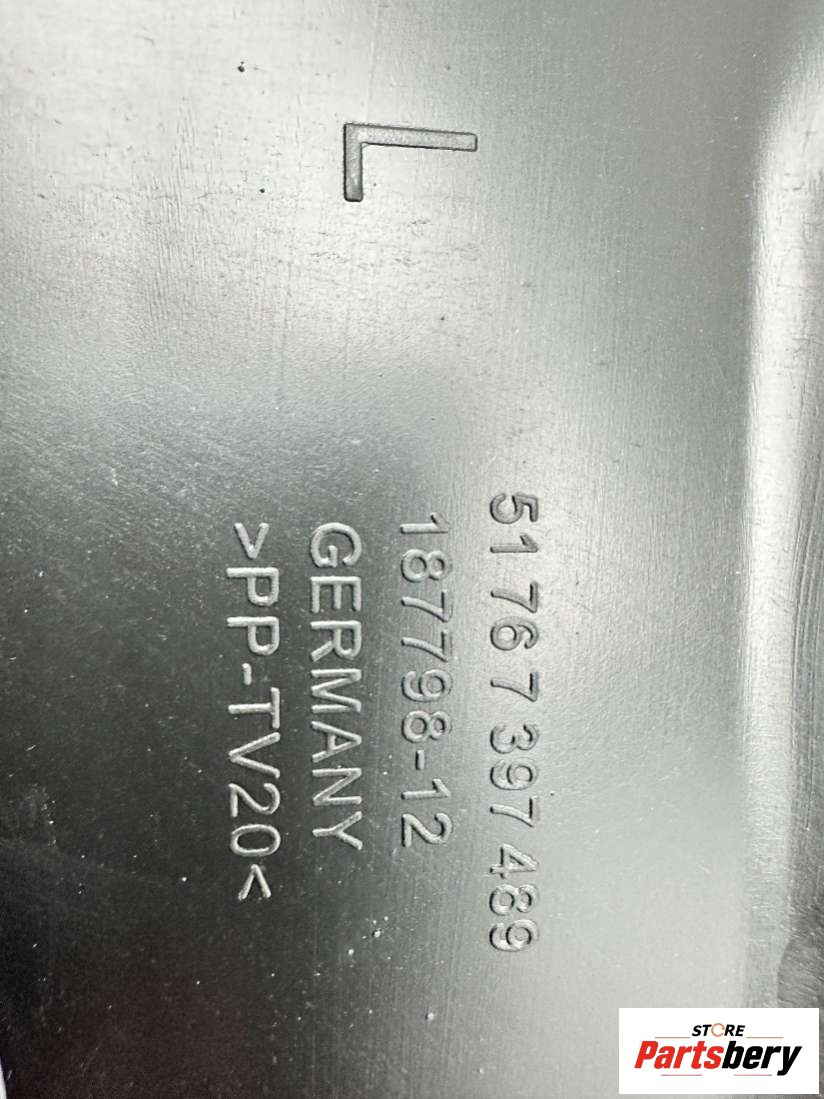 L
51 76 7 397 489
187798-12
GERMANY
>PP-TV20<
STORE
Partsbery